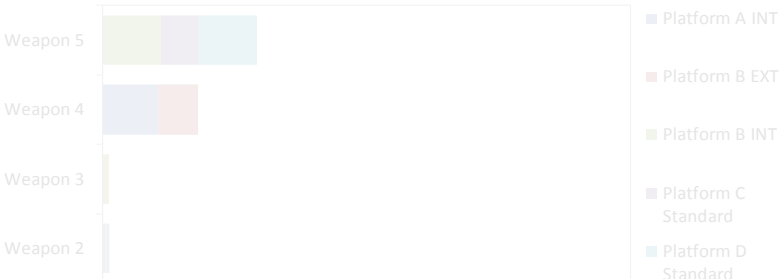 Weapon 5
Weapon 4
Weapon 3
Weapon 2
Platform A INT
Platform B EXT
Platform B INT
Platform C
Standard
Platform D
Standard